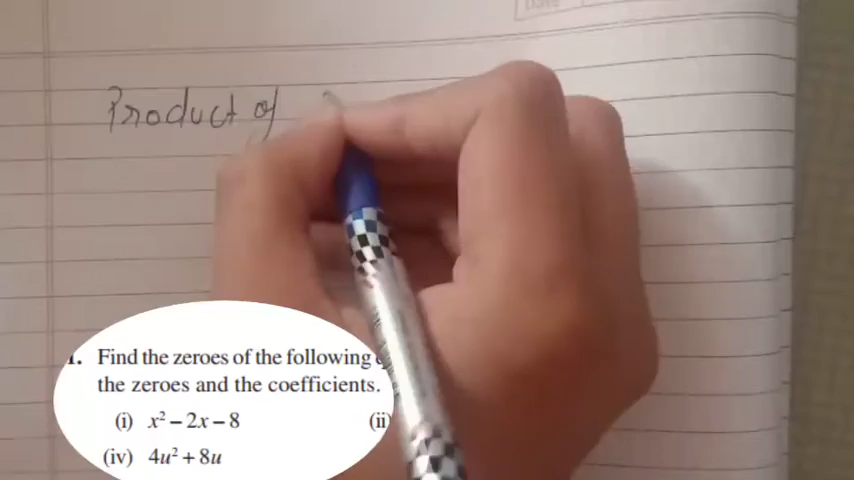 Date
Product of
1. Find the zeroes of the following
the zeroes and the coefficients.
(i) x² – 2x – 8 (ii)
(iv) 4u² + 8u